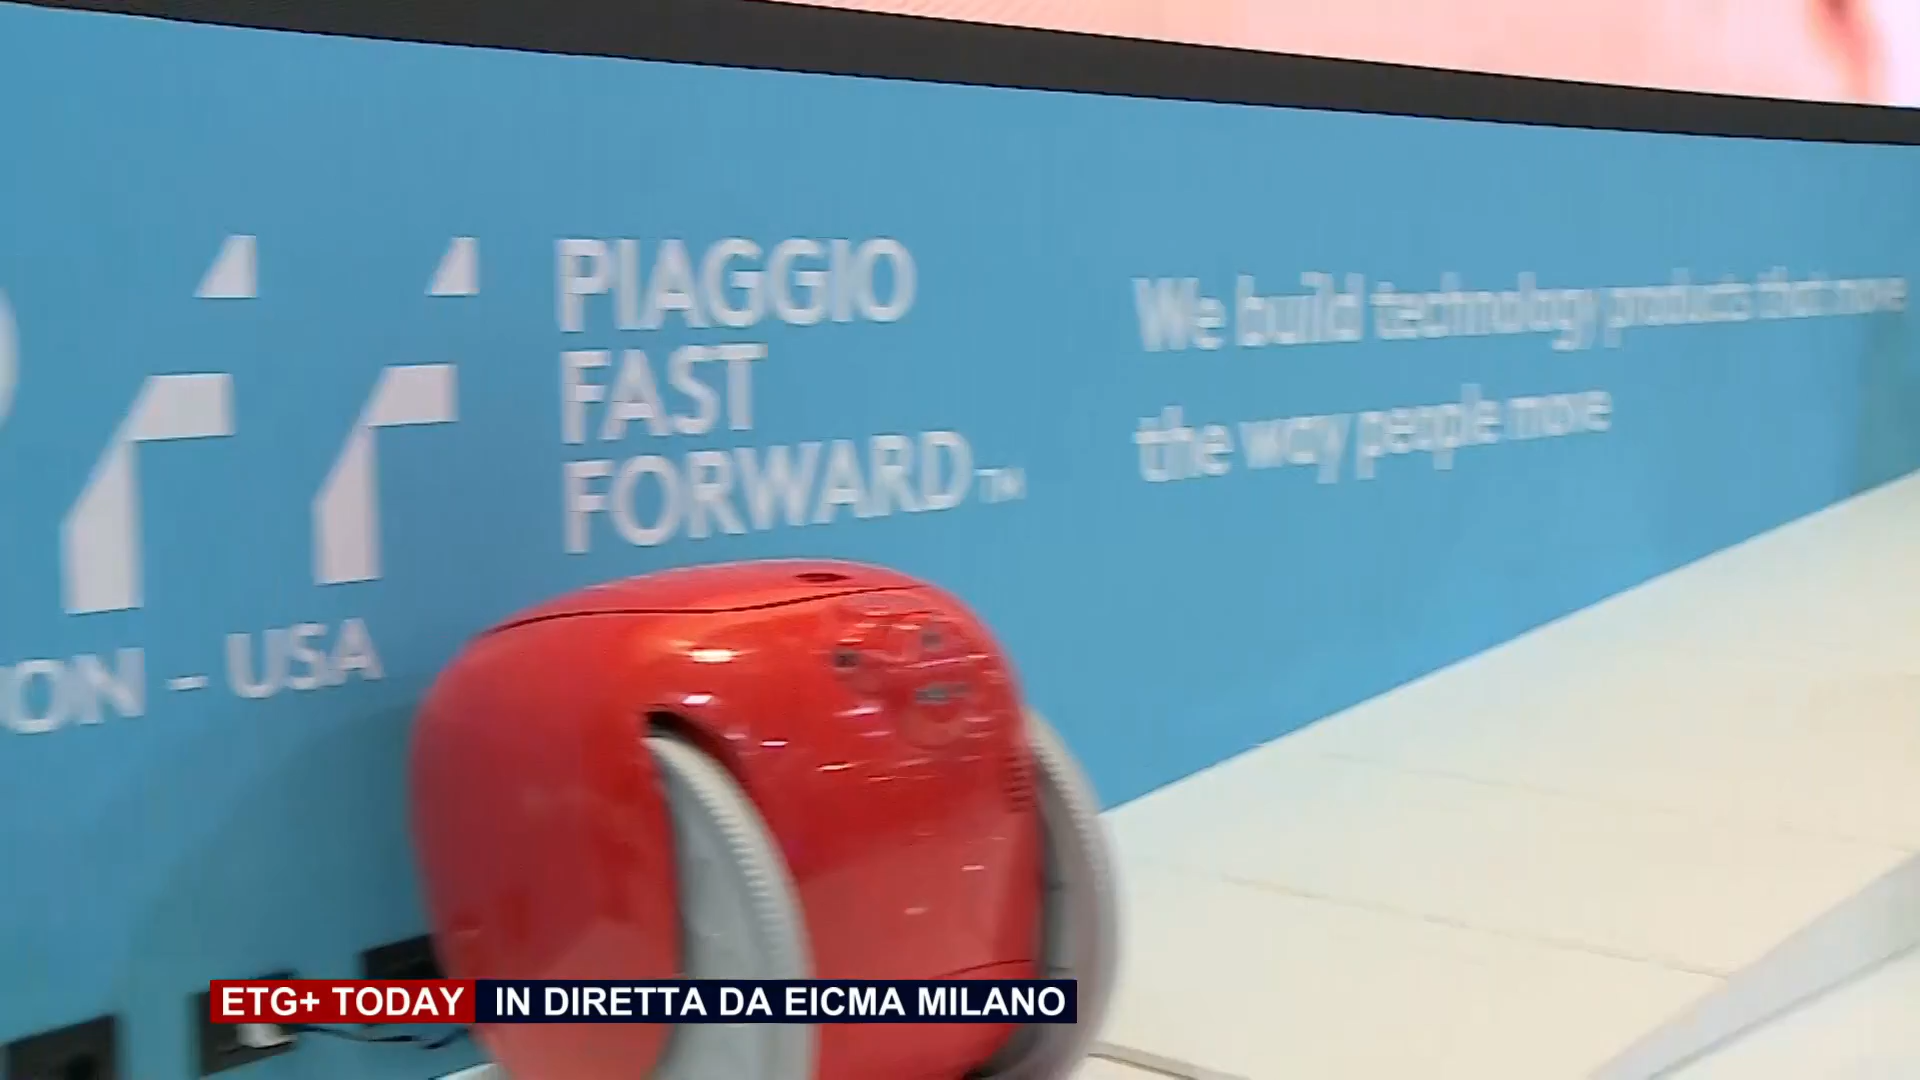 PIAGGIO
FAST
FORWARD™
We build technology products that move
the way people move
ON – USA
ETG+ TODAY IN DIRETTA DA EICMA MILANO